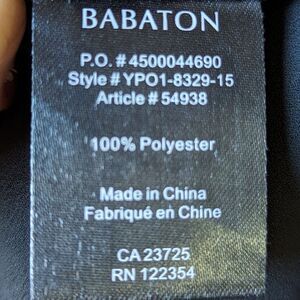 BABATON
P.O. # 4500044690
Style # YPO1-8329-15
Article # 54938
100% Polyester
Made in China
Fabriqué en Chine
CA 23725
RN 122354